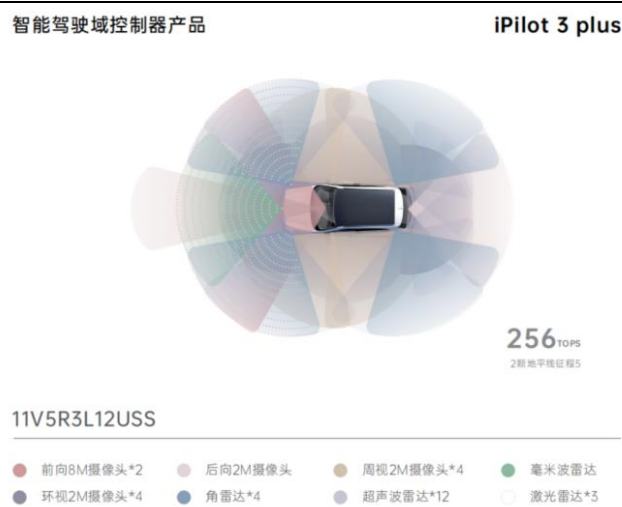 智能驾驶域控制器产品
iPilot 3 plus
256TOPS
2颗地平线征程5
11V5R3L12USS
前向8M摄像头*2
后向2M摄像头
周视2M摄像头*4
毫米波雷达
环视2M摄像头*4
角雷达*4
超声波雷达*12
激光雷达*3